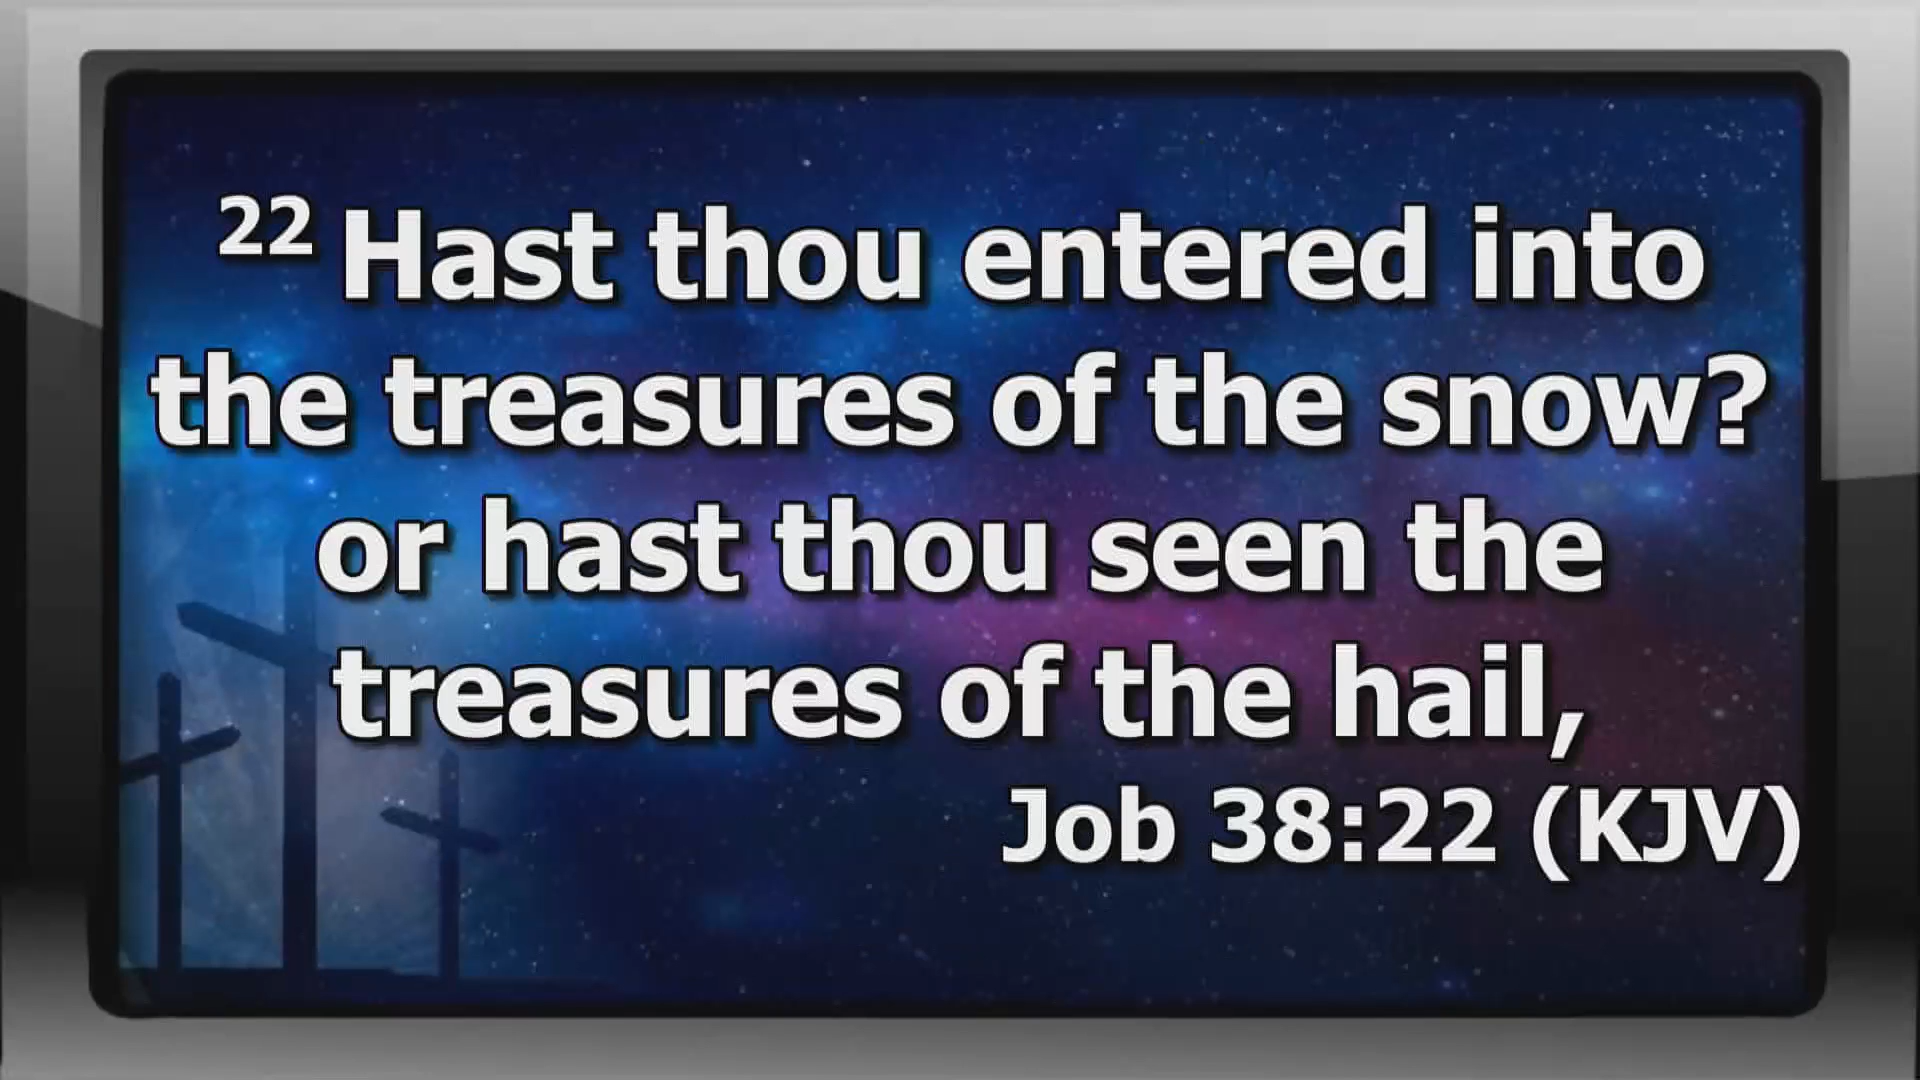 22 Hast thou entered into
the treasures of the snow?
or hast thou seen the
treasures of the hail,
Job 38:22 (KJV)